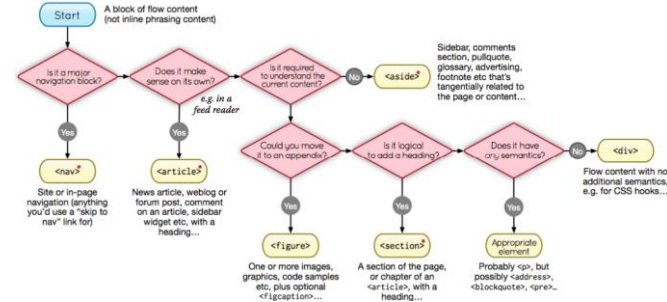 Start
A block of flow content
(not inline phrasing content)
Is it a major
navigation block?
Does it make
sense on its own?
e.g. in a
feed reader
Is it required
to understand the
current content?
No
<aside>*
Sidebar, comments
section, pullquote,
glossary, advertising,
footnote etc that's
tangentially related to
the page or content…
Yes
<nav>*
Site or in-page
navigation (anything
you'd use a "skip to
nav" link for)
Yes
<article>*
News article, weblog or
forum post, comment
on an article, sidebar
widget etc, with a
heading…
Could you move
it to an appendix?
Is it logical
to add a heading?
Does it have
any semantics?
No
<div>
Flow content with no
additional semantics,
e.g. for CSS hooks…
Yes
<figure>
One or more images,
graphics, code samples
etc, plus optional
<figcaption>…
Yes
<section>*
A section of the page,
or chapter of an
<article>, with a
heading…
Yes
Appropriate
element
Probably <p>, but
possibly <address>,
<blockquote>, <pre>…